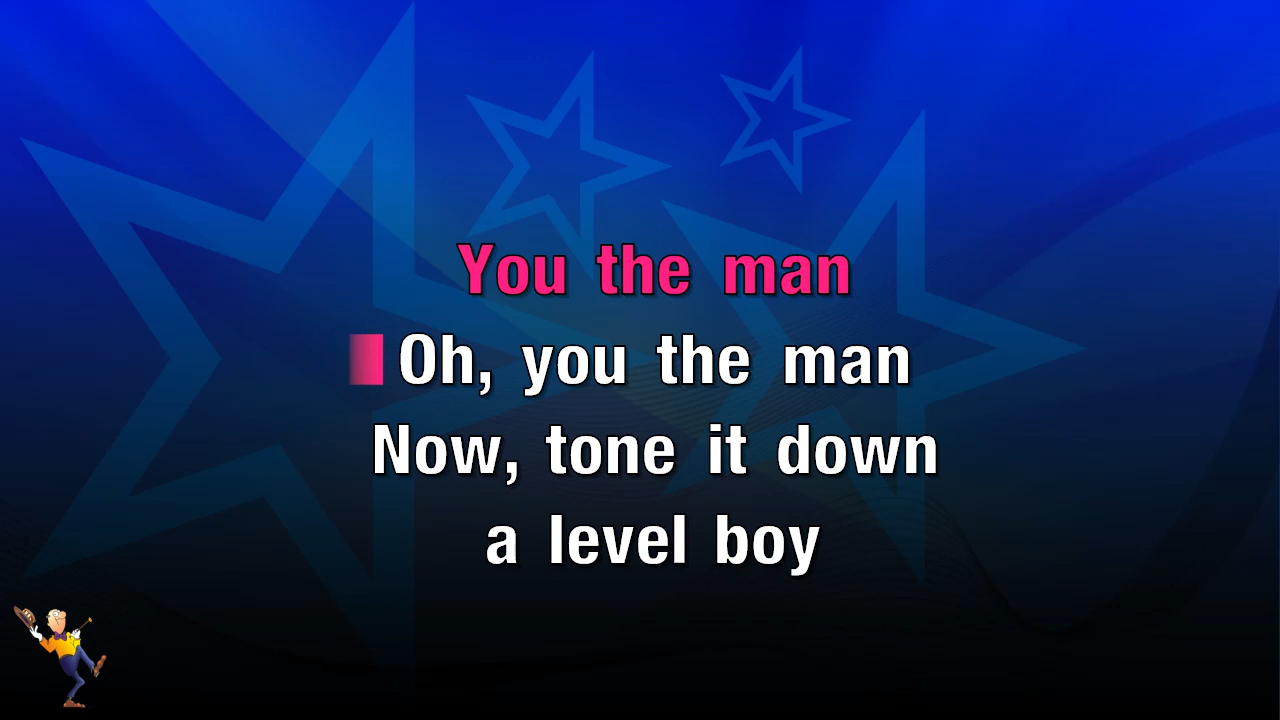 You the man
Oh, you the man
Now, tone it down
a level boy